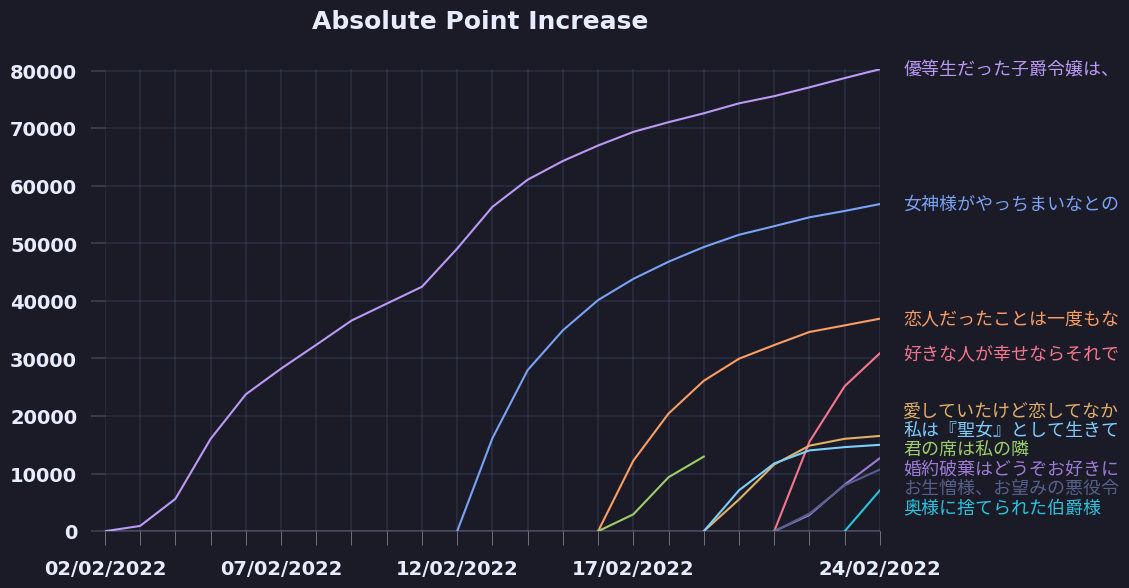 Absolute Point Increase
80000
70000
60000
50000
40000
30000
20000
10000
0
02/02/2022
07/02/2022
12/02/2022
17/02/2022
24/02/2022
優等生だった子爵令嬢は、
女神様がやっちまいなとの
恋人だったことは一度もな
好きな人が幸せならそれで
愛していたけど恋してなか
私は『聖女』として生きて
君の席は私の隣
婚約破棄はどうぞお好きに
お生憎様、お望みの悪役令
奥様に捨てられた伯爵様